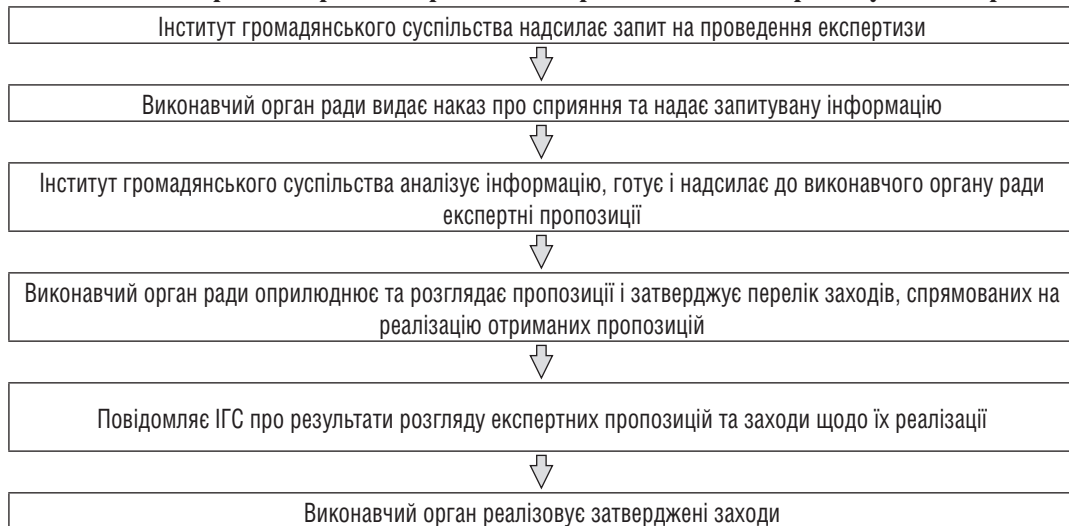 Інститут громадянського суспільства надсилає запит на проведення експертизи
Виконавчий орган ради видає наказ про сприяння та надає запитувану інформацію
Інститут громадянського суспільства аналізує інформацію, готує і надсилає до виконавчого органу ради
експертні пропозиції
Виконавчий орган ради оприлюднює та розглядає пропозиції і затверджує перелік заходів, спрямованих на
реалізацію отриманих пропозицій
Повідомляє ІГС про результати розгляду експертних пропозицій та заходи щодо їх реалізації
Виконавчий орган реалізовує затверджені заходи